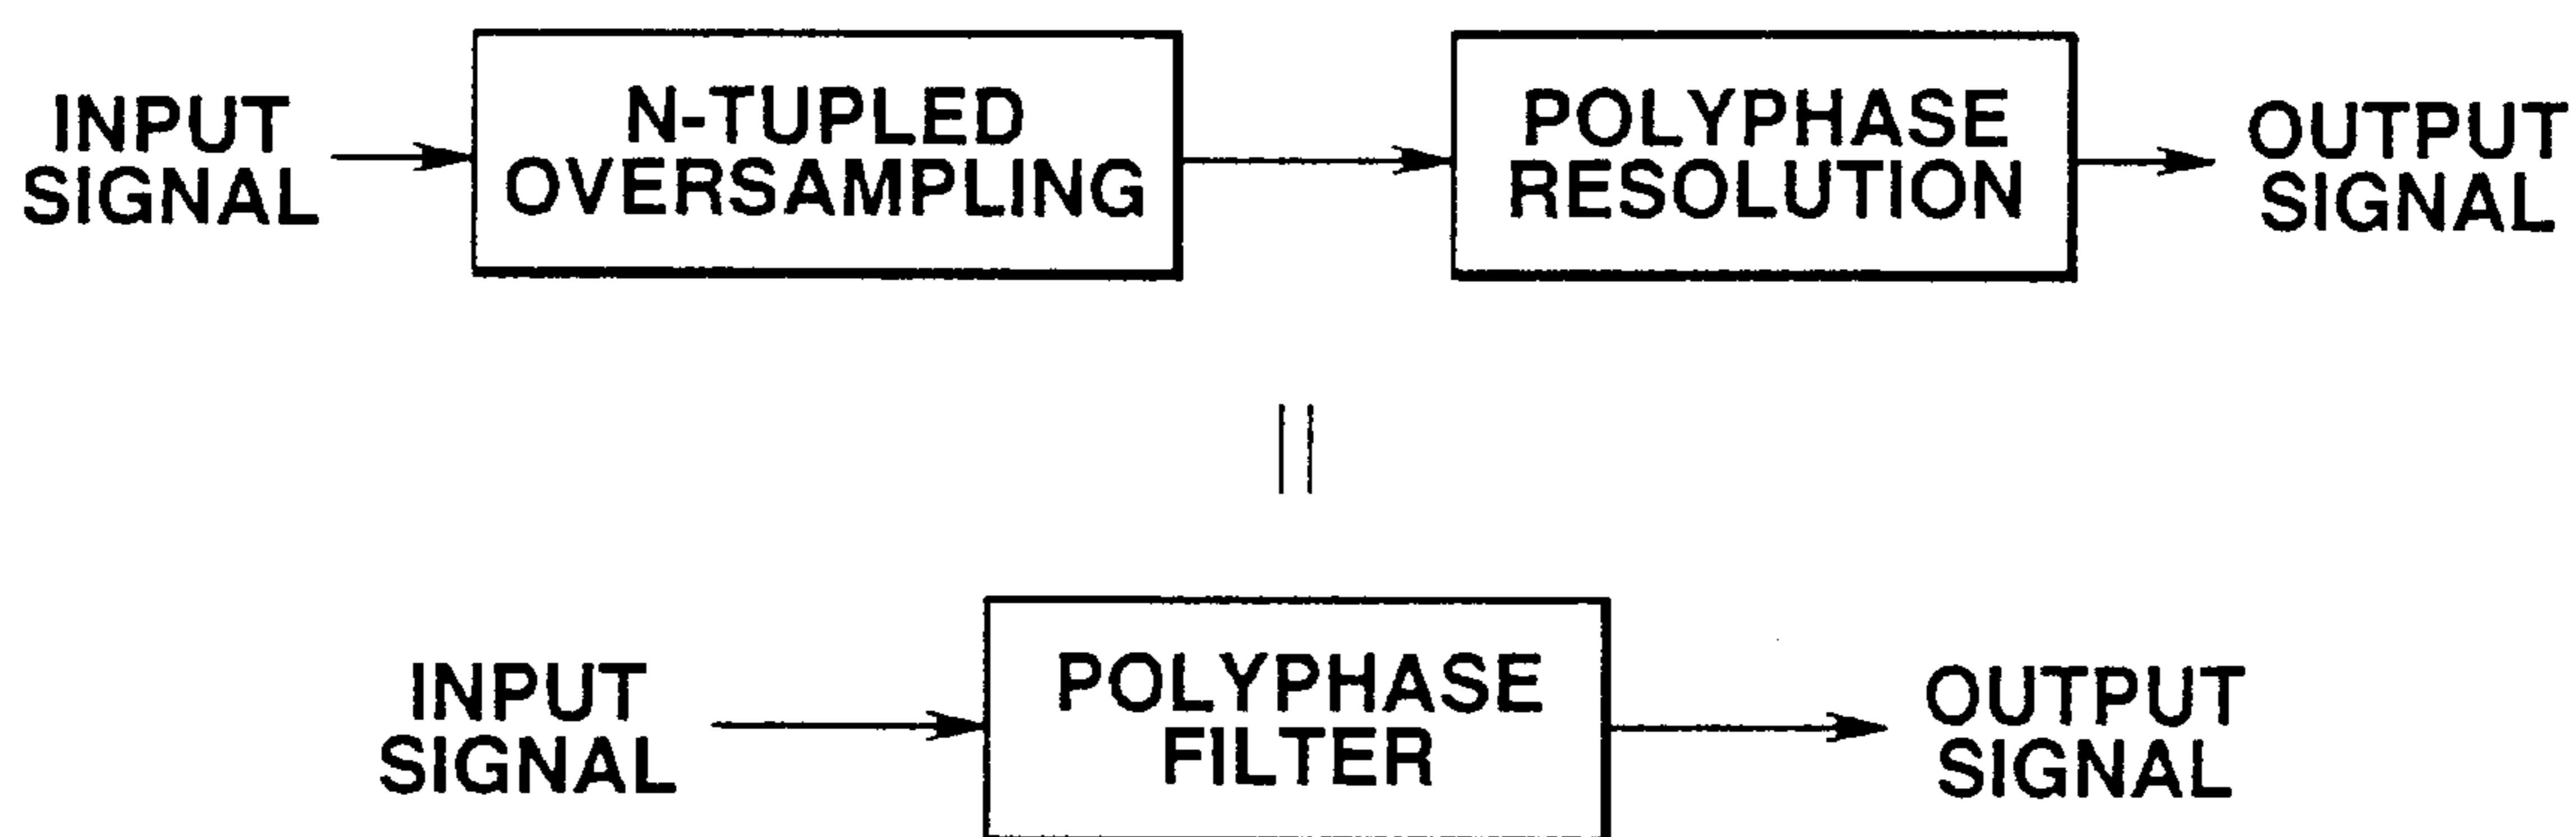 INPUT
SIGNAL
N-TUPLED
OVERSAMPLING
POLYPHASE
RESOLUTION
OUTPUT
SIGNAL
INPUT
SIGNAL
POLYPHASE
FILTER
OUTPUT
SIGNAL